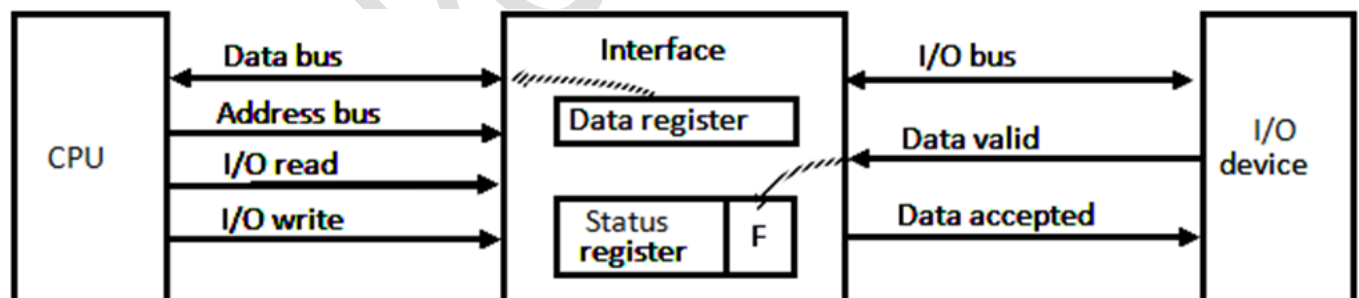 CPU
Data bus
Address bus
I/O read
I/O write
Interface
Data register
Status
register
F
I/O bus
Data valid
Data accepted
I/O
device